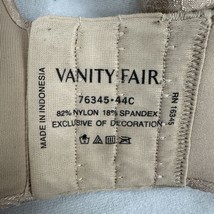 VANITY FAIR
76345•44C
82% NYLON 18% SPANDEX
EXCLUSIVE OF DECORATION
MADE IN INDONESIA
RN 16345